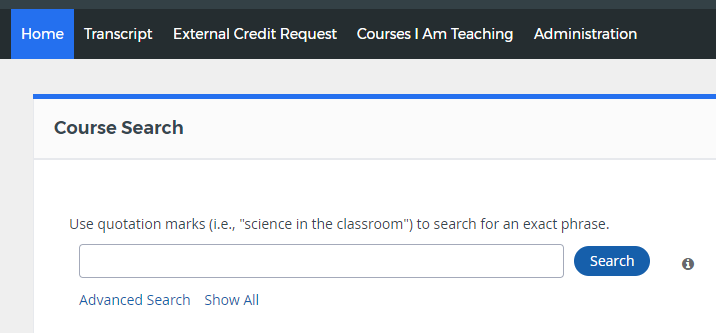 Home Transcript External Credit Request Courses I Am Teaching Administration
Course Search
Use quotation marks (i.e., "science in the classroom") to search for an exact phrase.
Search
Advanced Search Show All